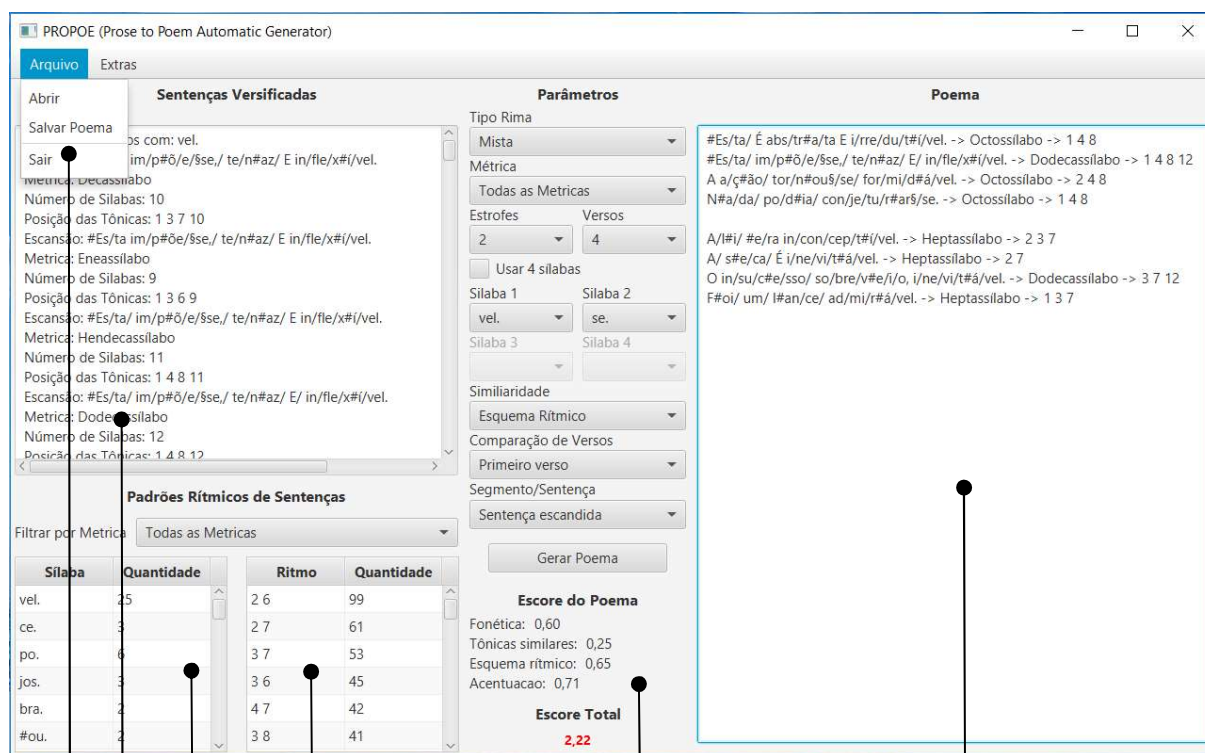 PROPOE (Prose to Poem Automatic Generator)
Arquivo Extras
Abrir
Salvar Poema
Sair
Sentenças Versificadas
os com: vel.
im/p#õ/e/§se,/ te/n#az/ E in/fle/x#í/vel.
Metrica: Decassílabo
Número de Silabas: 10
Posição das Tônicas: 1 3 7 10
Escansão: #Es/ta im/p#õe/§se,/ te/n#az/ E in/fle/x#í/vel.
Metrica: Eneassílabo
Número de Silabas: 9
Posição das Tônicas: 1 3 6 9
Escansão: #Es/ta/ im/p#õ/e/§se,/ te/n#az/ E in/fle/x#í/vel.
Metrica: Hendecassílabo
Número de Silabas: 11
Posição das Tônicas: 1 4 8 11
Escansão: #Es/ta/ im/p#õ/e/§se,/ te/n#az/ E/ in/fle/x#í/vel.
Metrica: Dodecassílabo
Número de Silabas: 12
Posição das Tônicas: 1 4 8 12
Padrões Rítmicos de Sentenças
Filtrar por Metrica Todas as Metricas
Sílaba Quantidade Ritmo Quantidade
vel. 25 2 6 99
ce. 3 2 7 61
po. 6 3 7 53
jos. 3 3 6 45
bra. 2 4 7 42
#ou. 2 3 8 41
Parâmetros
Tipo Rima
Mista
Métrica
Todas as Metricas
Estrofes Versos
2 4
Usar 4 sílabas
Silaba 1 Silaba 2
vel. se.
Silaba 3 Silaba 4
Similiaridade
Esquema Rítmico
Comparação de Versos
Primeiro verso
Segmento/Sentença
Sentença escandida
Gerar Poema
Escore do Poema
Fonética: 0,60
Tônicas similares: 0,25
Esquema rítmico: 0,65
Acentuacao: 0,71
Escore Total
2,22
Poema
#Es/ta/ É abs/tr#a/ta E i/rre/du/t#í/vel. -> Octossílabo -> 1 4 8
#Es/ta/ im/p#õ/e/§se,/ te/n#az/ E/ in/fle/x#í/vel. -> Dodecassílabo -> 1 4 8 12
A a/ç#ão/ tor/n#ou§/se/ for/mi/d#á/vel. -> Octossílabo -> 2 4 8
N#a/da/ po/d#ia/ con/je/tu/r#ar§/se. -> Octossílabo -> 1 4 8
A/l#i/ #e/ra in/con/cep/t#í/vel. -> Heptassílabo -> 2 3 7
A/ s#e/ca/ É i/ne/vi/t#á/vel. -> Heptassílabo -> 2 7
O in/su/c#e/sso/ so/bre/v#e/i/o, i/ne/vi/t#á/vel. -> Dodecassílabo -> 3 7 12
F#oi/ um/ l#an/ce/ ad/mi/r#á/vel. -> Heptassílabo -> 1 3 7